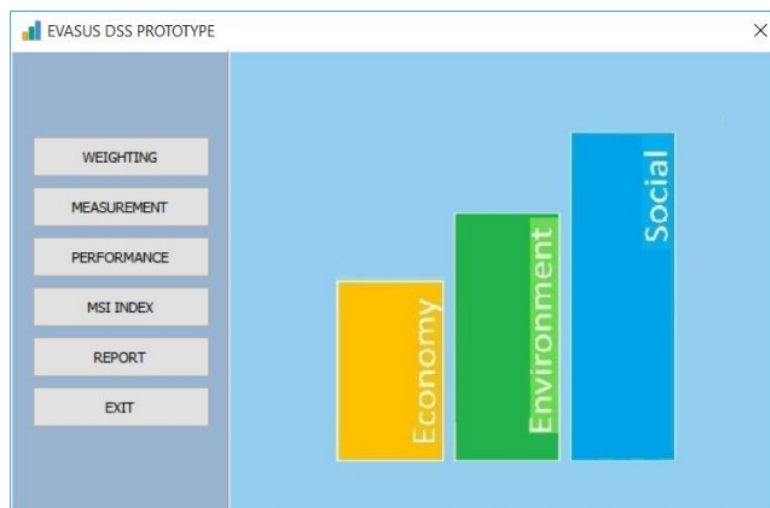 EVASUS DSS PROTOTYPE
WEIGHTING
MEASUREMENT
PERFORMANCE
MSI INDEX
REPORT
EXIT
Economy
Environment
Social